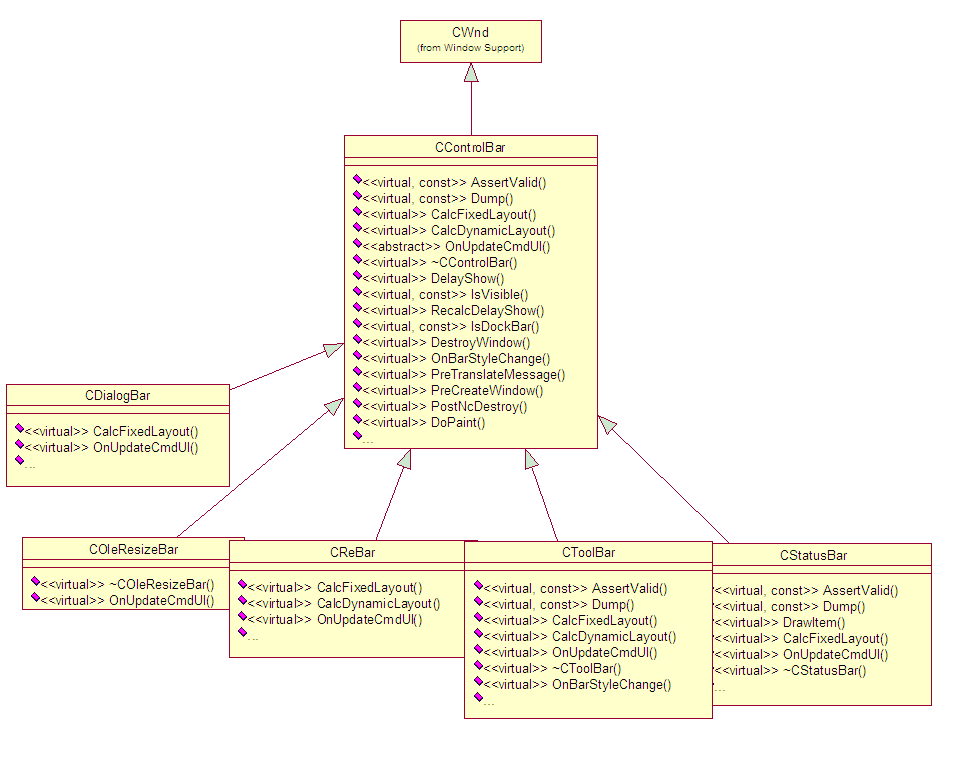 CWnd
(from Window Support)
CControlBar
<<virtual, const>> AssertValid()
<<virtual, const>> Dump()
<<virtual>> CalcFixedLayout()
<<virtual>> CalcDynamicLayout()
<<abstract>> OnUpdateCmdUI()
<<virtual>> ~CControlBar()
<<virtual>> DelayShow()
<<virtual, const>> IsVisible()
<<virtual>> RecalcDelayShow()
<<virtual, const>> IsDockBar()
<<virtual>> DestroyWindow()
<<virtual>> OnBarStyleChange()
<<virtual>> PreTranslateMessage()
<<virtual>> PreCreateWindow()
<<virtual>> PostNcDestroy()
<<virtual>> DoPaint()
...
CDialogBar
<<virtual>> CalcFixedLayout()
<<virtual>> OnUpdateCmdUI()
...
COleResizeBar
<<virtual>> ~COleResizeBar()
<<virtual>> OnUpdateCmdUI()
CReBar
<<virtual>> CalcFixedLayout()
<<virtual>> CalcDynamicLayout()
<<virtual>> OnUpdateCmdUI()
...
CToolBar
<<virtual, const>> AssertValid()
<<virtual, const>> Dump()
<<virtual>> CalcFixedLayout()
<<virtual>> CalcDynamicLayout()
<<virtual>> OnUpdateCmdUI()
<<virtual>> ~CToolBar()
<<virtual>> OnBarStyleChange()
...
CStatusBar
<<virtual, const>> AssertValid()
<<virtual, const>> Dump()
<<virtual>> DrawItem()
<<virtual>> CalcFixedLayout()
<<virtual>> OnUpdateCmdUI()
<<virtual>> ~CStatusBar()
...